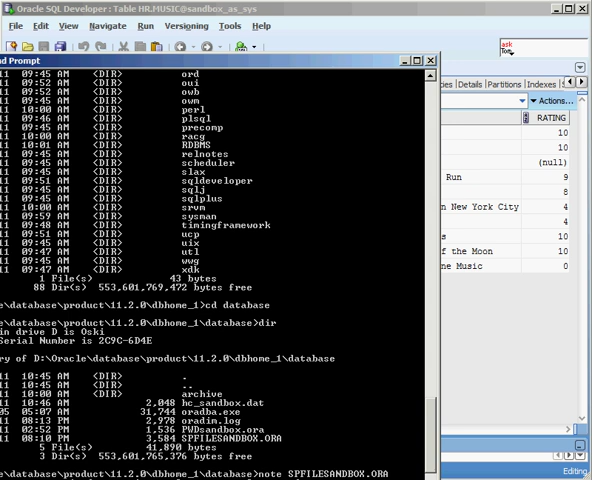 Oracle SQL Developer : Table HR.MUSIC@sandbox_as_sys
File Edit View Navigate Run Versioning Tools Help
ask
Tom
nd Prompt
11 09:45 AM <DIR> ord
11 09:52 AM <DIR> oui
11 09:52 AM <DIR> owb
11 09:45 AM <DIR> owm
11 10:00 AM <DIR> perl
11 09:46 AM <DIR> plsql
11 09:45 AM <DIR> precomp
11 10:00 AM <DIR> racg
11 10:01 AM <DIR> RDBMS
11 09:45 AM <DIR> relnotes
11 09:45 AM <DIR> scheduler
11 09:45 AM <DIR> slax
11 09:51 AM <DIR> sqldeveloper
11 09:45 AM <DIR> sqlj
11 09:45 AM <DIR> sqlplus
11 10:00 AM <DIR> srvm
11 09:59 AM <DIR> sysman
11 09:48 AM <DIR> timingframework
11 09:51 AM <DIR> ucp
11 09:45 AM <DIR> uix
11 09:47 AM <DIR> utl
11 09:45 AM <DIR> wwg
11 09:47 AM <DIR> xdk
1 File(s) 43 bytes
88 Dir(s) 553,601,769,472 bytes free
e\database\product\11.2.0\dbhome_1>cd database
e\database\product\11.2.0\dbhome_1>dir
in drive D is Oski
Serial Number is 2C9C-6D4E
ry of D:\Oracle\database\product\11.2.0\dbhome_1\database
11 10:45 AM <DIR> .
11 10:45 AM <DIR> ..
11 10:00 AM <DIR> archive
11 10:46 AM 2,048 hc_sandbox.dat
05 05:07 AM 31,744 oradba.exe
11 08:13 PM 2,978 oradim.log
11 02:52 PM 1,536 PWDsandbox.ora
11 08:10 PM 3,584 SPFILESANDBOX.ORA
5 File(s) 41,890 bytes
3 Dir(s) 553,601,765,376 bytes free
e\database\product\11.2.0\dbhome_1\database>note SPFILESANDBOX.ORA
es Details Partitions Indexes
Actions...
RATING
10
10
(null)
Run 9
8
n New York City 4
4
s 10
f the Moon 10
ne Music 0
Editing